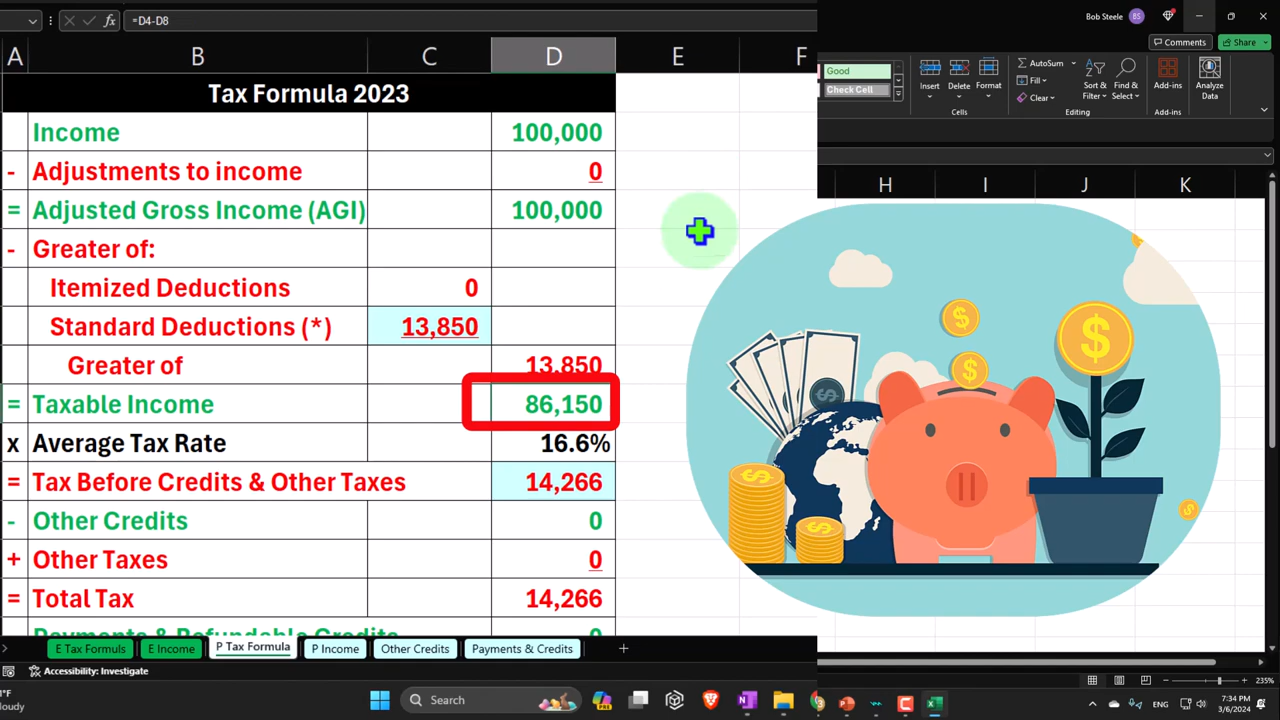 =D4-D8
Bob Steele BS
Comments Share
Good
Check Cell
Insert Delete Format
AutoSum
Fill
Clear
Sort & Filter
Find & Select
Add-ins
Analyze Data
Cells
Editing
Add-ins
A B C D E F
H I J K
Tax Formula 2023
Income 100,000
- Adjustments to income 0
= Adjusted Gross Income (AGI) 100,000
- Greater of:
Itemized Deductions 0
Standard Deductions (*) 13,850
Greater of 13,850
= Taxable Income 86,150
x Average Tax Rate 16.6%
= Tax Before Credits & Other Taxes 14,266
- Other Credits 0
+ Other Taxes 0
= Total Tax 14,266
Payments & Refundable Credits 0
E Tax Formuls E Income P Tax Formula P Income Other Credits Payments & Credits
Accessibility: Investigate
235%
Search
ENG
7:34 PM
3/6/2024